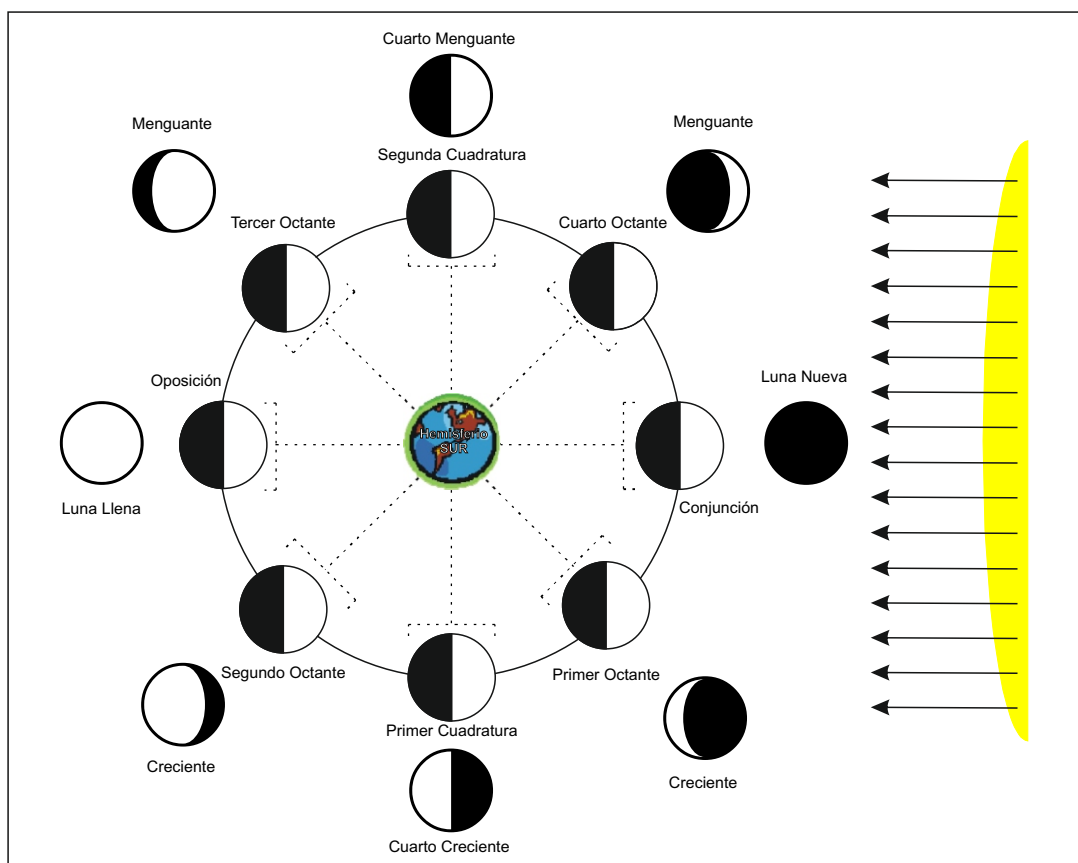 Cuarto Menguante
Menguante
Menguante
Segunda Cuadratura
Tercer Octante
Cuarto Octante
Oposición
Luna Nueva
Hemisferio
SUR
Luna Llena
Conjunción
Segundo Octante
Primer Octante
Primer Cuadratura
Creciente
Creciente
Cuarto Creciente